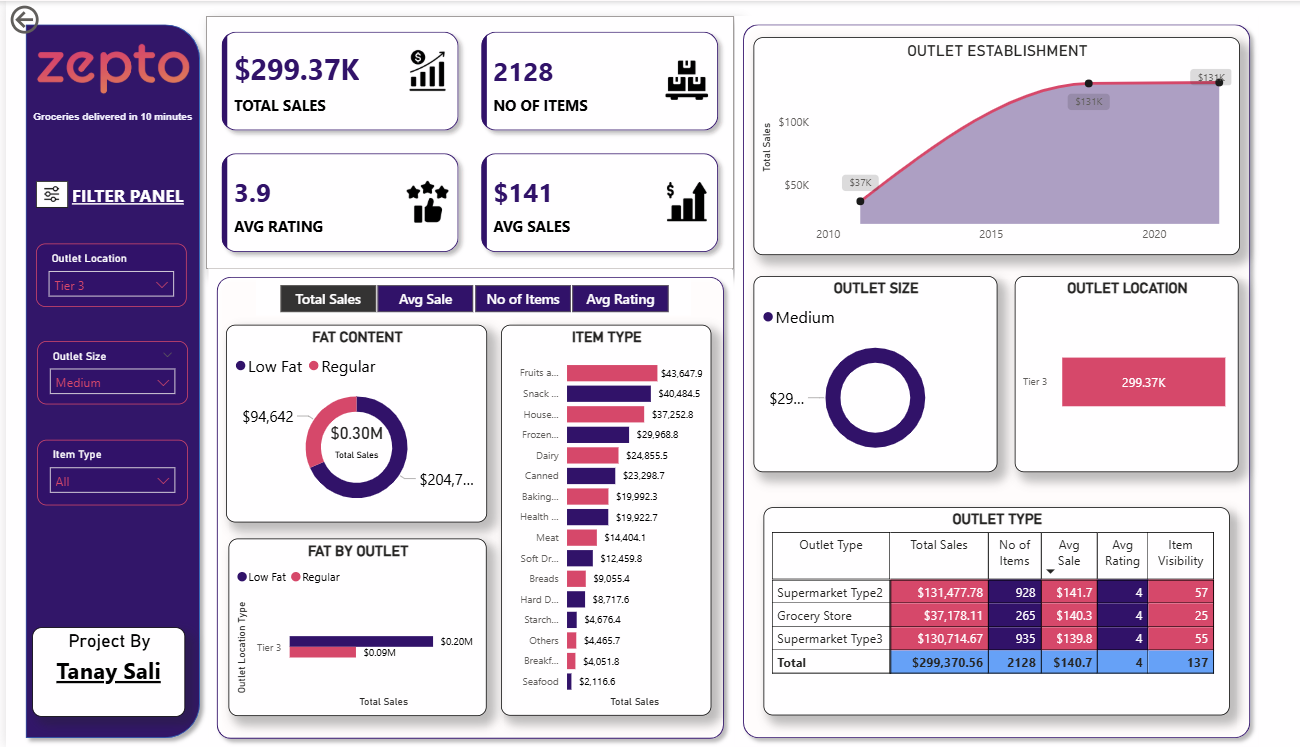 zepto
Groceries delivered in 10 minutes
FILTER PANEL
Outlet Location
Tier 3
Outlet Size
Medium
Item Type
All
Project By
Tanay Sali
$299.37K
TOTAL SALES
2128
NO OF ITEMS
3.9
AVG RATING
$141
AVG SALES
Total Sales
Avg Sale
No of Items
Avg Rating
FAT CONTENT
Low Fat Regular
$94,642
$0.30M
Total Sales
$204,7...
FAT BY OUTLET
Low Fat Regular
Outlet Location Type
Tier 3
$0.20M
$0.09M
Total Sales
ITEM TYPE
Fruits a... $43,647.9
Snack ... $40,484.5
House... $37,252.8
Frozen... $29,968.8
Dairy $24,855.5
Canned $23,298.7
Baking... $19,992.3
Health ... $19,922.7
Meat $14,404.1
Soft Dr... $12,459.8
Breads $9,055.4
Hard D... $8,717.6
Starch... $4,676.4
Others $4,465.7
Breakf... $4,051.8
Seafood $2,116.6
Total Sales
OUTLET ESTABLISHMENT
Total Sales
$100K
$50K
$37K
$131K
$131K
2010 2015 2020
OUTLET SIZE
Medium
$29...
OUTLET LOCATION
Tier 3
299.37K
OUTLET TYPE
Outlet Type Total Sales No of Items Avg Sale Avg Rating Item Visibility
Supermarket Type2 $131,477.78 928 $141.7 4 57
Grocery Store $37,178.11 265 $140.3 4 25
Supermarket Type3 $130,714.67 935 $139.8 4 55
Total $299,370.56 2128 $140.7 4 137